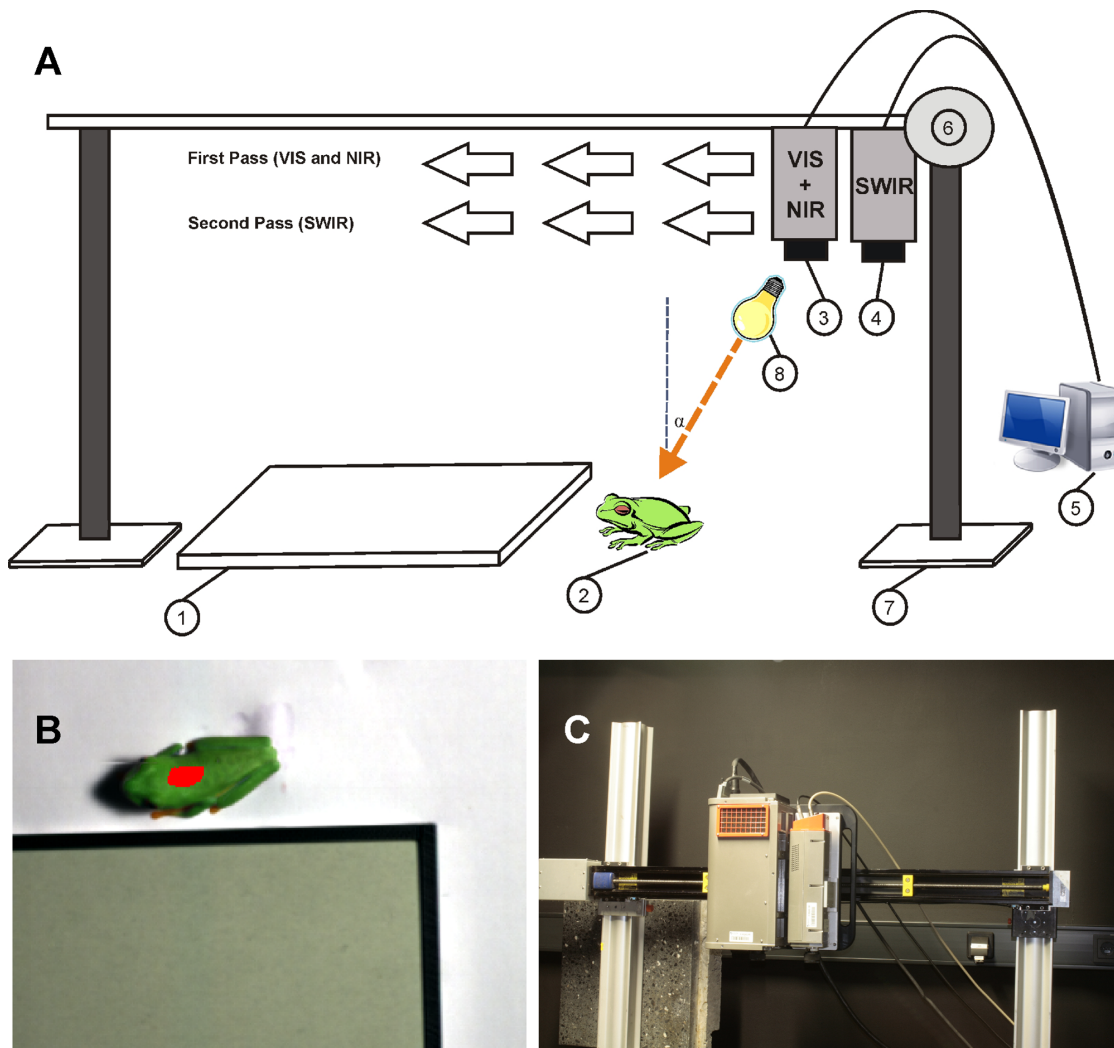 A
6
First Pass (VIS and NIR)
VIS
+
NIR
SWIR
Second Pass (SWIR)
3
4
8
α
5
1
2
7
B
C